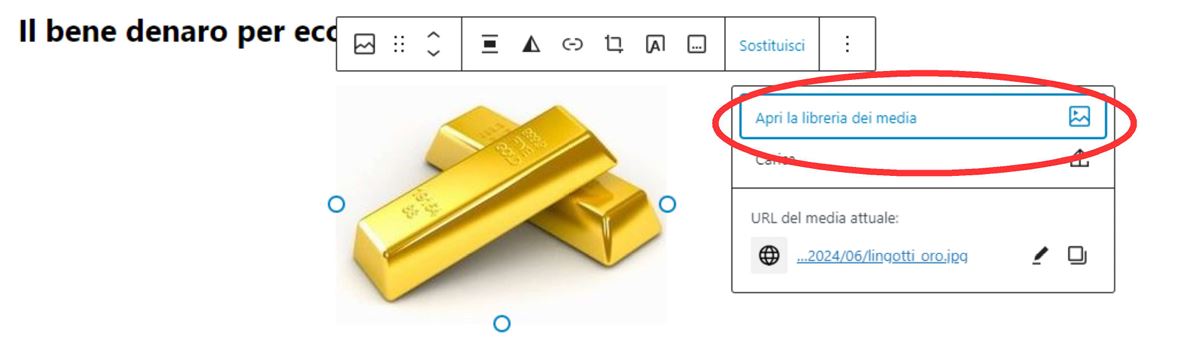 Il bene denaro per ecc
Sostituisci
Apri la libreria dei media
Carica
URL del media attuale:
...2024/06/lingotti_oro.jpg